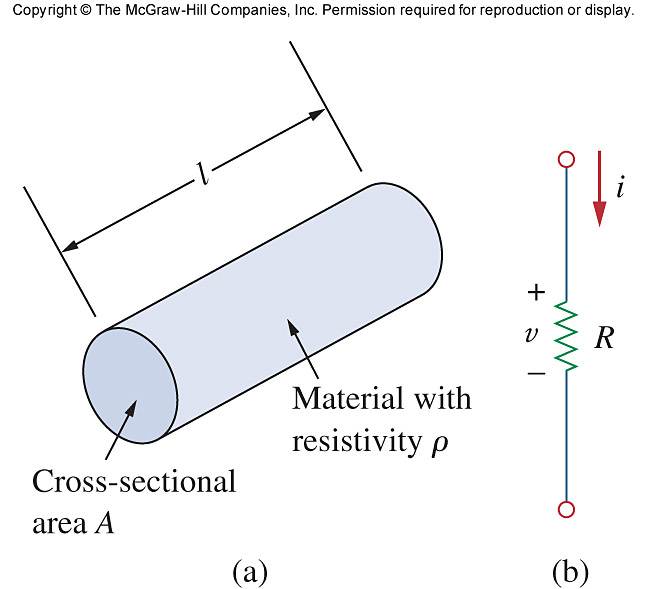 Copyright © The McGraw-Hill Companies, Inc. Permission required for reproduction or display.
l
i
+
v
R
−
Material with
resistivity ρ
Cross-sectional
area A
(a)
(b)